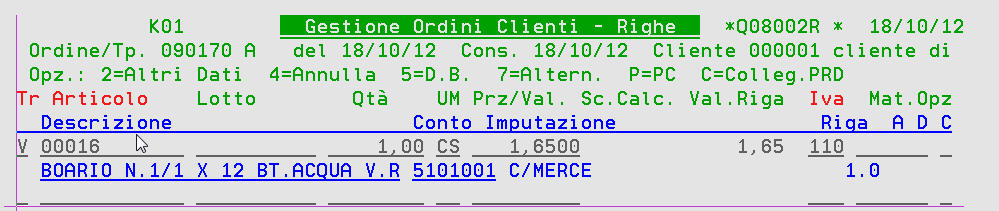 K01 Gestione Ordini Clienti - Righe *Q08002R * 18/10/12
Ordine/Tp. 090170 A del 18/10/12 Cons. 18/10/12 Cliente 000001 cliente di
Opz.: 2=Altri Dati 4=Annulla 5=D.B. 7=Altern. P=PC C=Colleg.PRD
Tr Articolo Lotto Qtà UM Prz/Val. Sc.Calc. Val.Riga Iva Mat.Opz
Descrizione Conto Imputazione Riga A D C
V 00016 1,00 CS 1,6500 1,65 110
BOARIO N.1/1 X 12 BT.ACQUA V.R 5101001 C/MERCE 1.0